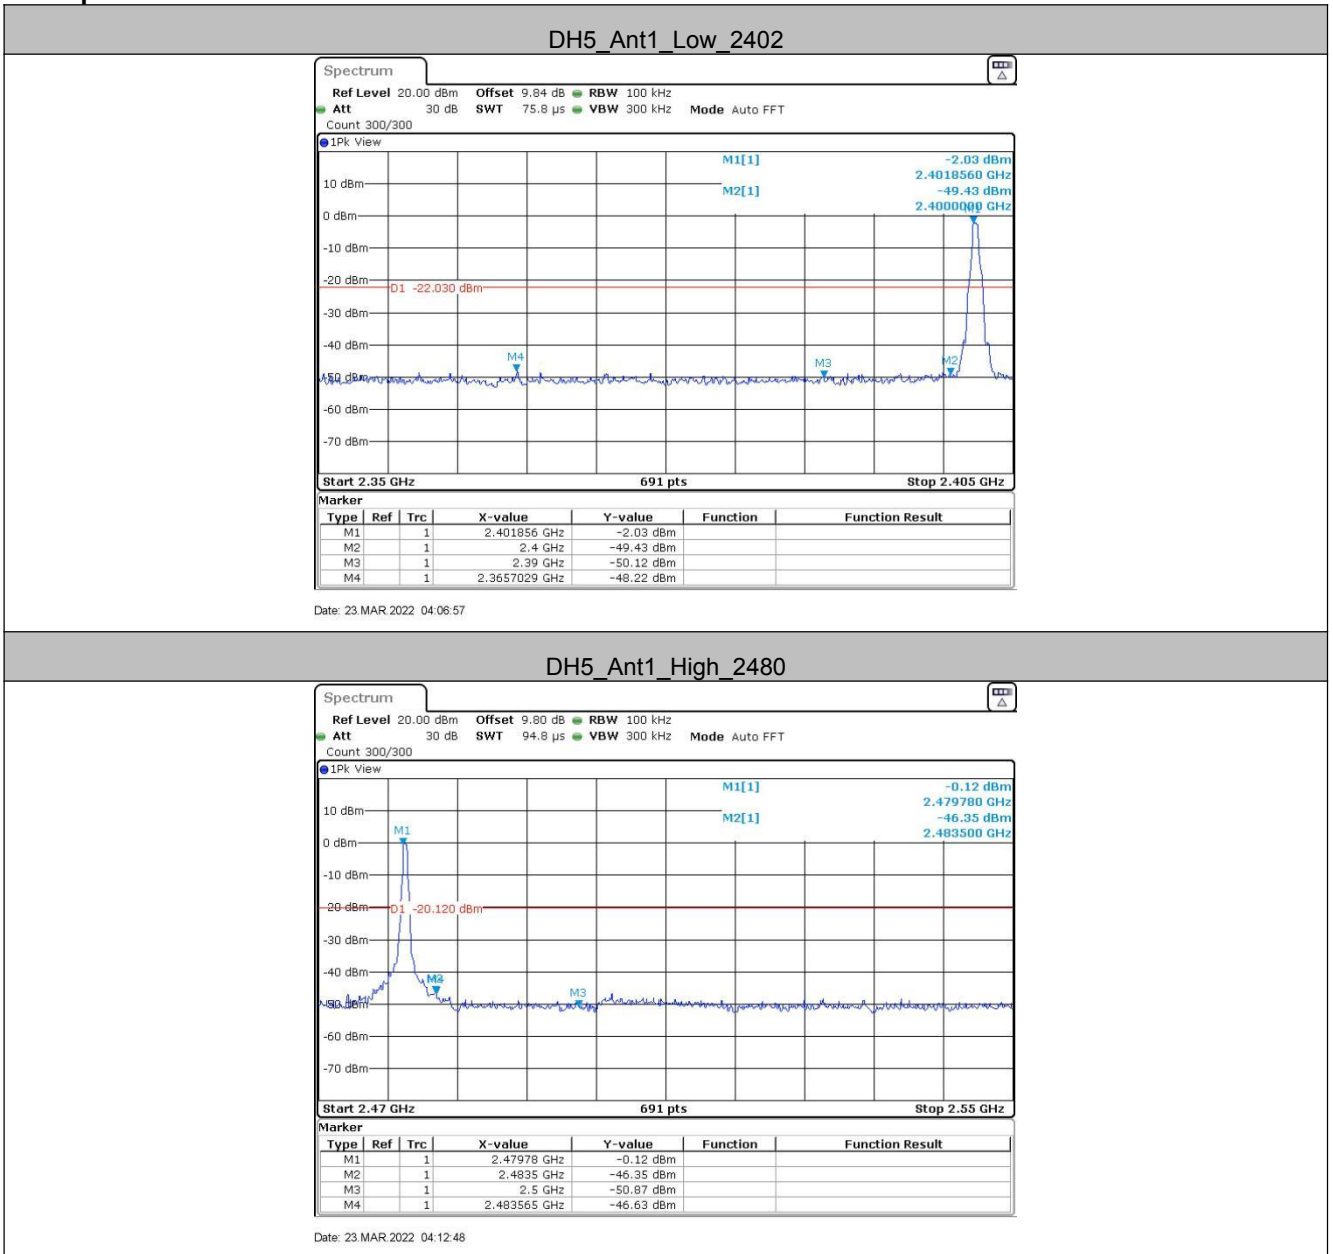 DH5_Ant1_Low_2402
Spectrum
Ref Level 20.00 dBm Offset 9.84 dB RBW 100 kHz
Att 30 dB SWT 75.8 µs VBW 300 kHz Mode Auto FFT
Count 300/300
1Pk View
M1[1] -2.03 dBm
2.4018560 GHz
M2[1] -49.43 dBm
2.4000000 GHz
M1
10 dBm
0 dBm
-10 dBm
-20 dBm
D1 -22.030 dBm
-30 dBm
-40 dBm
M4 M3 M2
-50 dBm
-60 dBm
-70 dBm
Start 2.35 GHz 691 pts Stop 2.405 GHz
Marker
Type Ref Trc X-value Y-value Function Function Result
M1 1 2.401856 GHz -2.03 dBm
M2 1 2.4 GHz -49.43 dBm
M3 1 2.39 GHz -50.12 dBm
M4 1 2.3657029 GHz -48.22 dBm
Date: 23.MAR.2022 04:06:57
DH5_Ant1_High_2480
Spectrum
Ref Level 20.00 dBm Offset 9.80 dB RBW 100 kHz
Att 30 dB SWT 94.8 µs VBW 300 kHz Mode Auto FFT
Count 300/300
1Pk View
M1[1] -0.12 dBm
2.479780 GHz
M2[1] -46.35 dBm
2.483500 GHz
10 dBm
M1
0 dBm
-10 dBm
-20 dBm
D1 -20.120 dBm
-30 dBm
-40 dBm
M3
-50 dBm
-60 dBm
-70 dBm
Start 2.47 GHz 691 pts Stop 2.55 GHz
Marker
Type Ref Trc X-value Y-value Function Function Result
M1 1 2.47978 GHz -0.12 dBm
M2 1 2.4835 GHz -46.35 dBm
M3 1 2.5 GHz -50.87 dBm
M4 1 2.483565 GHz -46.63 dBm
Date: 23.MAR.2022 04:12:48